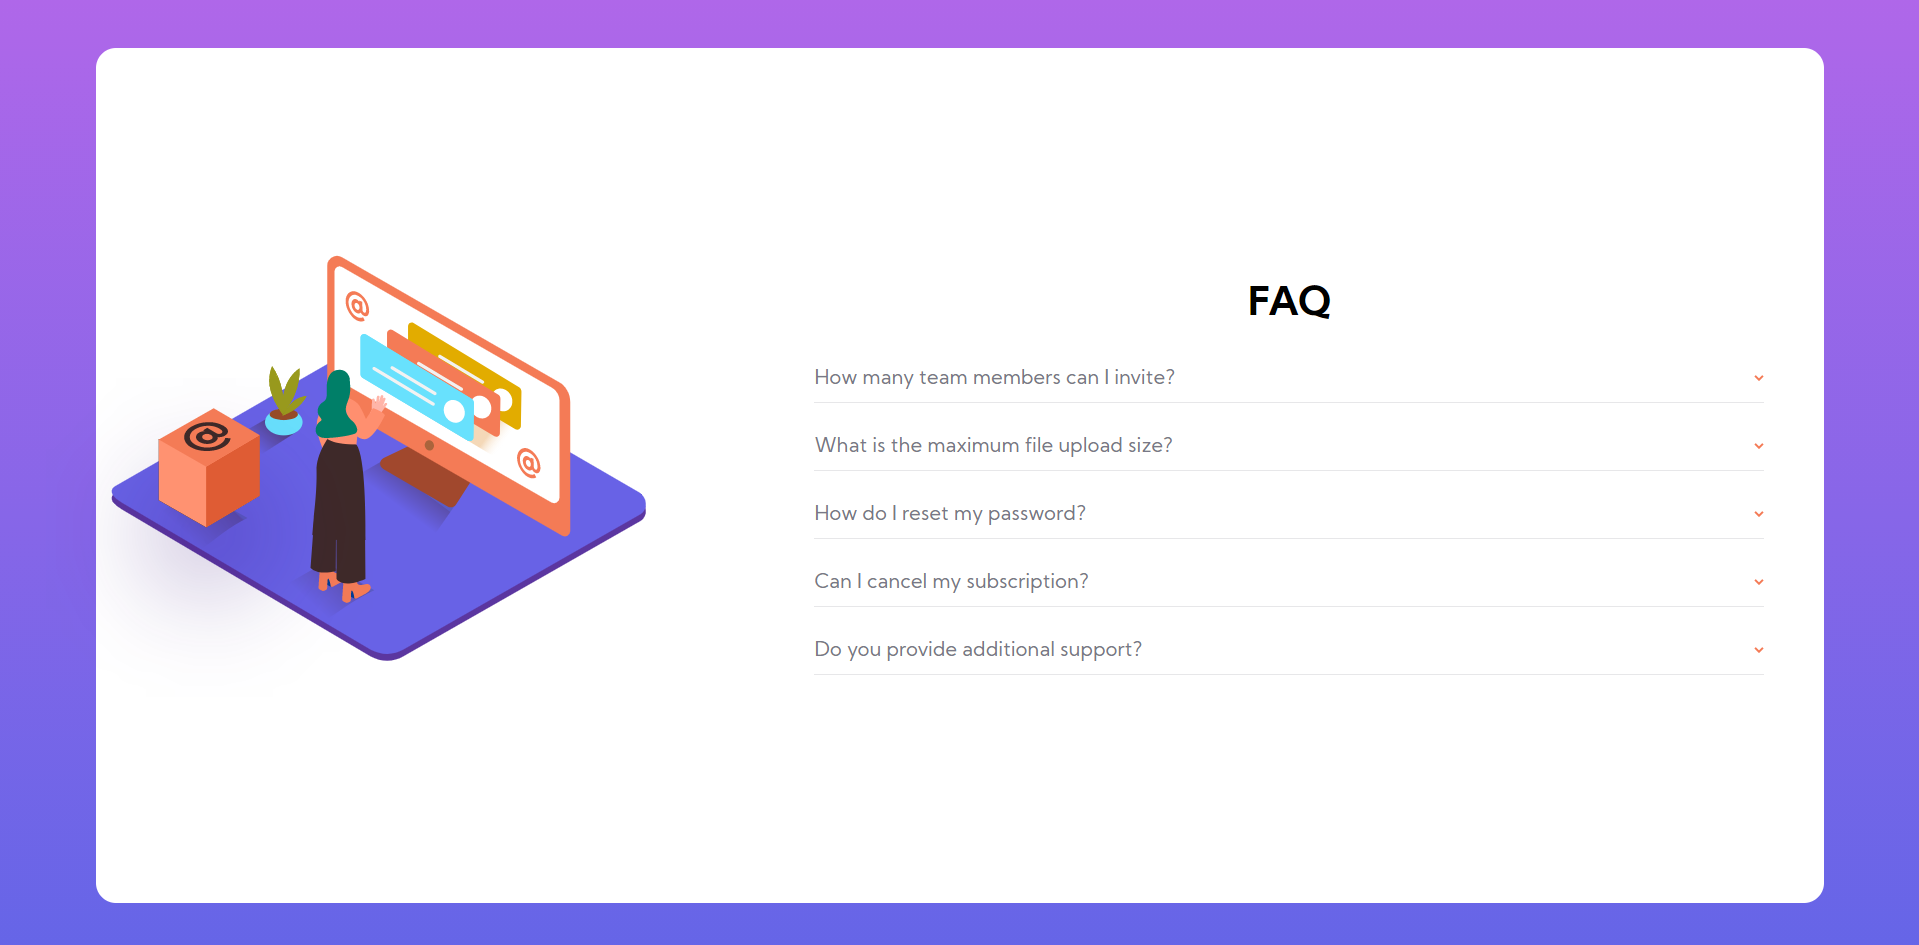 @
@
@
FAQ
How many team members can I invite?
What is the maximum file upload size?
How do I reset my password?
Can I cancel my subscription?
Do you provide additional support?